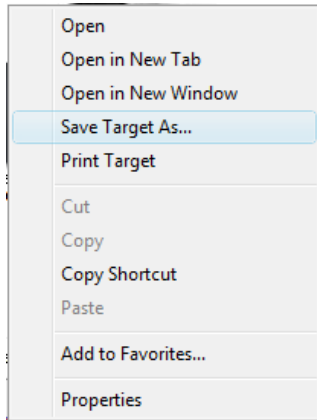 Open
Open in New Tab
Open in New Window
Save Target As...
Print Target
Cut
Copy
Copy Shortcut
Paste
Add to Favorites...
Properties